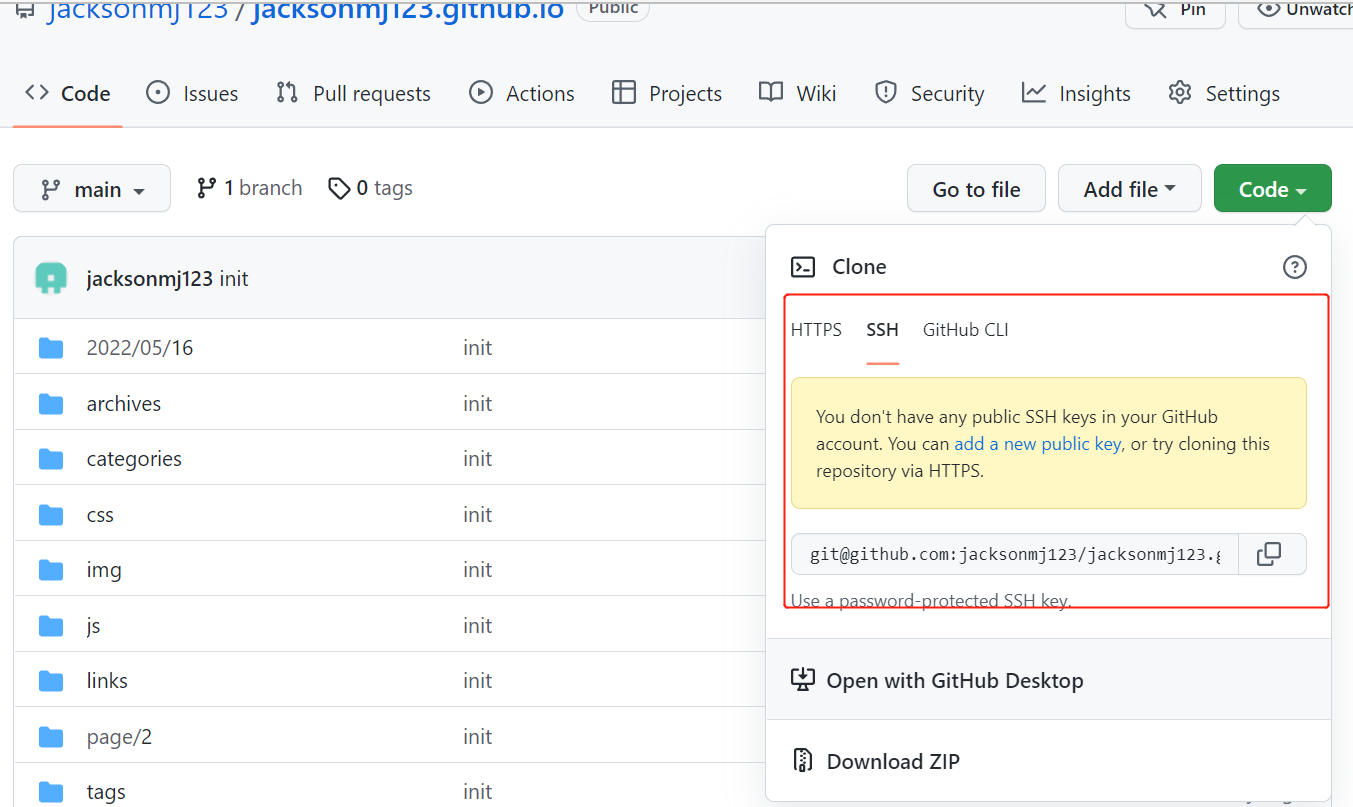 jacksonmj123 / jacksonmj123.github.io Public Pin Unwatch
Code Issues Pull requests Actions Projects Wiki Security Insights Settings
main 1 branch 0 tags Go to file Add file Code
jacksonmj123 init
2022/05/16 init
archives init
categories init
css init
img init
js init
links init
page/2 init
tags init
Clone
HTTPS SSH GitHub CLI
You don't have any public SSH keys in your GitHub
account. You can add a new public key, or try cloning this
repository via HTTPS.
git@github.com:jacksonmj123/jacksonmj123.g
Use a password-protected SSH key.
Open with GitHub Desktop
Download ZIP